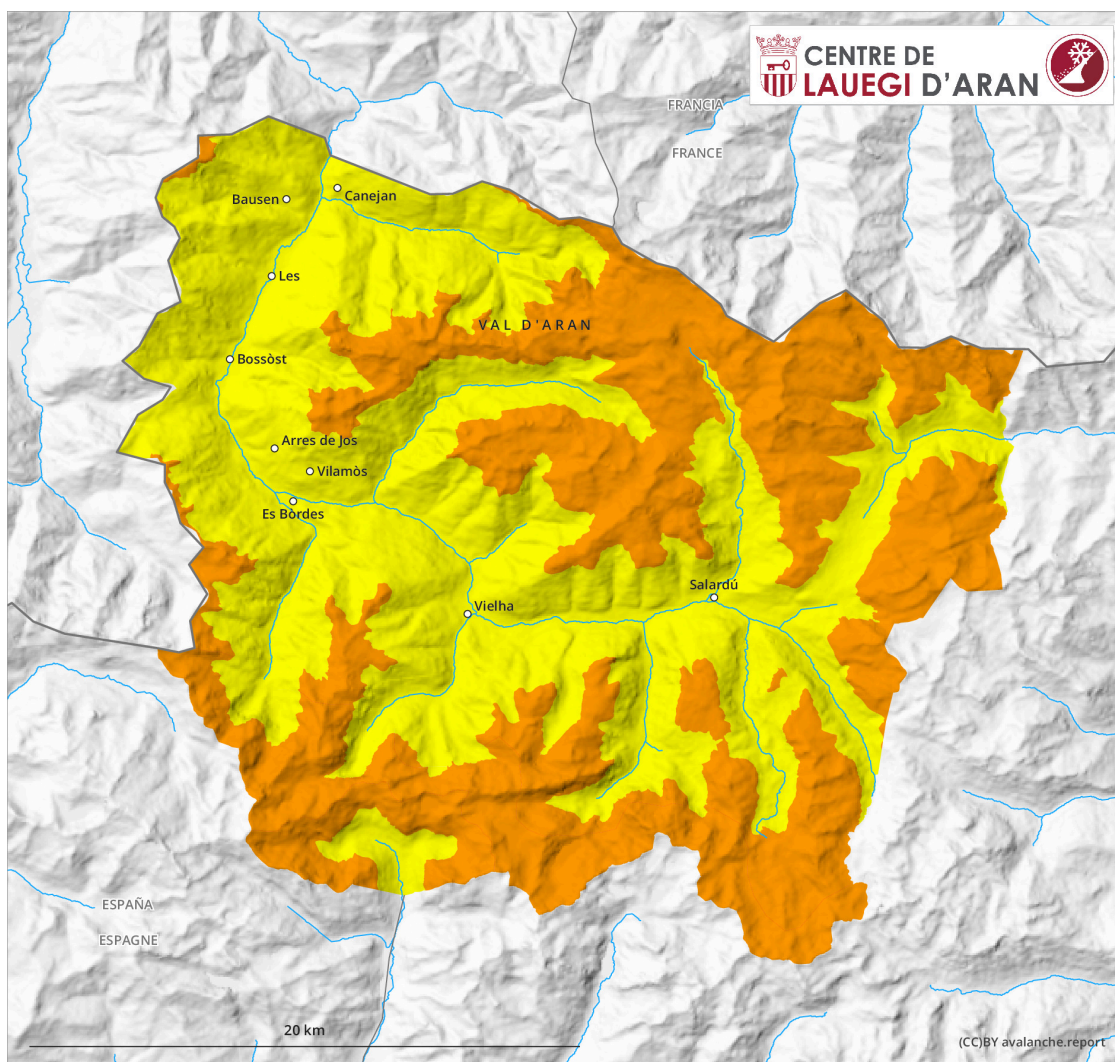 CENTRE DE
LAUEGI D'ARAN
FRANCIA
FRANCE
Bausen
Canejan
Les
VAL D'ARAN
Bossòst
Arres de Jos
Vilamòs
Es Bòrdes
Salardú
Vielha
ESPAÑA
ESPAGNE
20 km
(CC)BY avalanche.report